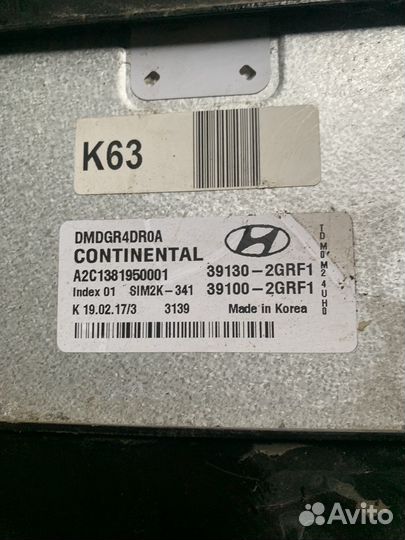 K63
DMDGR4DR0A
CONTINENTAL
A2C1381950001 39130-2GRF1
Index 01 SIM2K-341 39100-2GRF1
K 19.02.17/3 3139 Made in Korea
TDM0M24UH0
Avito